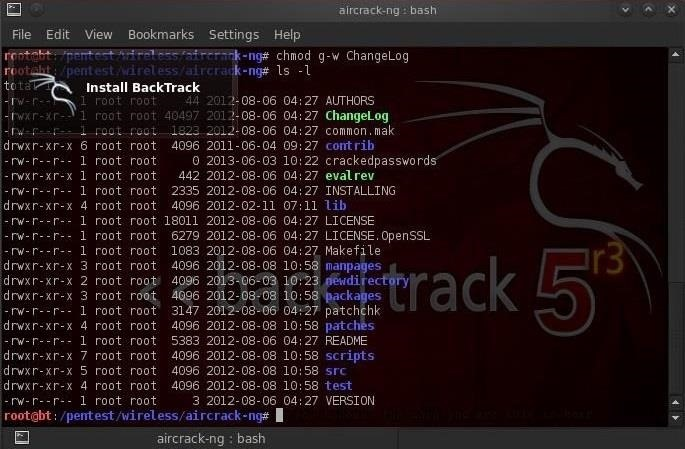 aircrack-ng : bash
File Edit View Bookmarks Settings Help
root@bt:/pentest/wireless/aircrack-ng# chmod g-w ChangeLog
root@bt:/pentest/wireless/aircrack-ng# ls -l
total
Install BackTrack
-rw-r--r-- 1 root root 44 2012-08-06 04:27 AUTHORS
-rwxr-xr-x 1 root root 40497 2012-08-06 04:27 ChangeLog
-rw-r--r-- 1 root root 1823 2012-08-06 04:27 common.mak
drwxr-xr-x 6 root root 4096 2011-06-04 09:27 contrib
-rw-r--r-- 1 root root 0 2013-06-03 10:22 crackedpasswords
-rwxr-xr-x 1 root root 442 2012-08-06 04:27 evalrev
-rw-r--r-- 1 root root 2335 2012-08-06 04:27 INSTALLING
drwxr-xr-x 4 root root 4096 2012-02-11 07:11 lib
-rw-r--r-- 1 root root 18011 2012-08-06 04:27 LICENSE
-rw-r--r-- 1 root root 6279 2012-08-06 04:27 LICENSE.OpenSSL
-rw-r--r-- 1 root root 1083 2012-08-06 04:27 Makefile
drwxr-xr-x 3 root root 4096 2012-08-08 10:58 manpages
drwxr-xr-x 2 root root 4096 2013-06-03 10:23 newdirectory
drwxr-xr-x 3 root root 4096 2012-08-08 10:58 packages
-rw-r--r-- 1 root root 3147 2012-08-06 04:27 patchchk
drwxr-xr-x 4 root root 4096 2012-08-08 10:58 patches
-rw-r--r-- 1 root root 5383 2012-08-06 04:27 README
drwxr-xr-x 7 root root 4096 2012-08-08 10:58 scripts
drwxr-xr-x 5 root root 4096 2012-08-08 10:58 src
drwxr-xr-x 4 root root 4096 2012-08-08 10:58 test
-rw-r--r-- 1 root root 3 2012-08-06 04:27 VERSION
<< back | track 5 r3
root@bt:/pentest/wireless/aircrack-ng#
aircrack-ng : bash